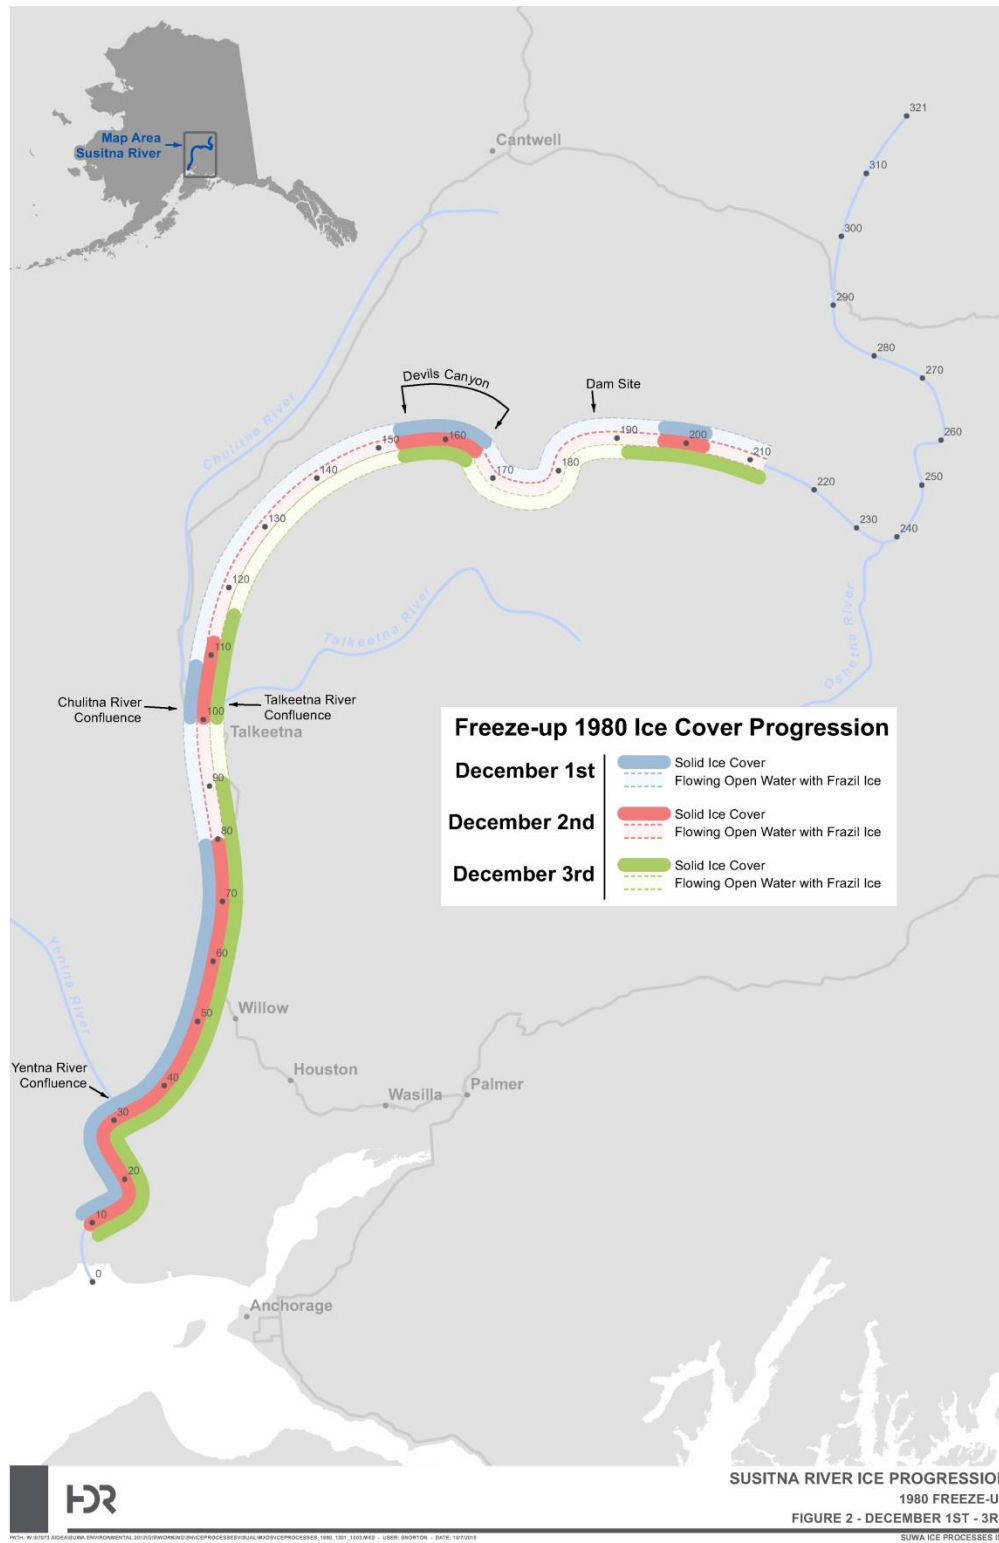 Map Area
Susitna River
Cantwell
321
310
300
290
280
270
260
250
240
230
220
210
200
190
180
170
160
150
140
130
120
110
100
90
80
70
60
50
40
30
20
10
0
Chulitna River
Devils Canyon
Dam Site
Talkeetna River
Oshetna River
Chulitna River
Confluence
Talkeetna River
Confluence
Talkeetna
Freeze-up 1980 Ice Cover Progression
December 1st
Solid Ice Cover
Flowing Open Water with Frazil Ice
December 2nd
Solid Ice Cover
Flowing Open Water with Frazil Ice
December 3rd
Solid Ice Cover
Flowing Open Water with Frazil Ice
Yentna River
Willow
Yentna River
Confluence
Houston
Wasilla
Palmer
Anchorage
HDR
SUSITNA RIVER ICE PROGRESSION
1980 FREEZE-U
FIGURE 2 - DECEMBER 1ST - 3R
SUWA ICE PROCESSES IS